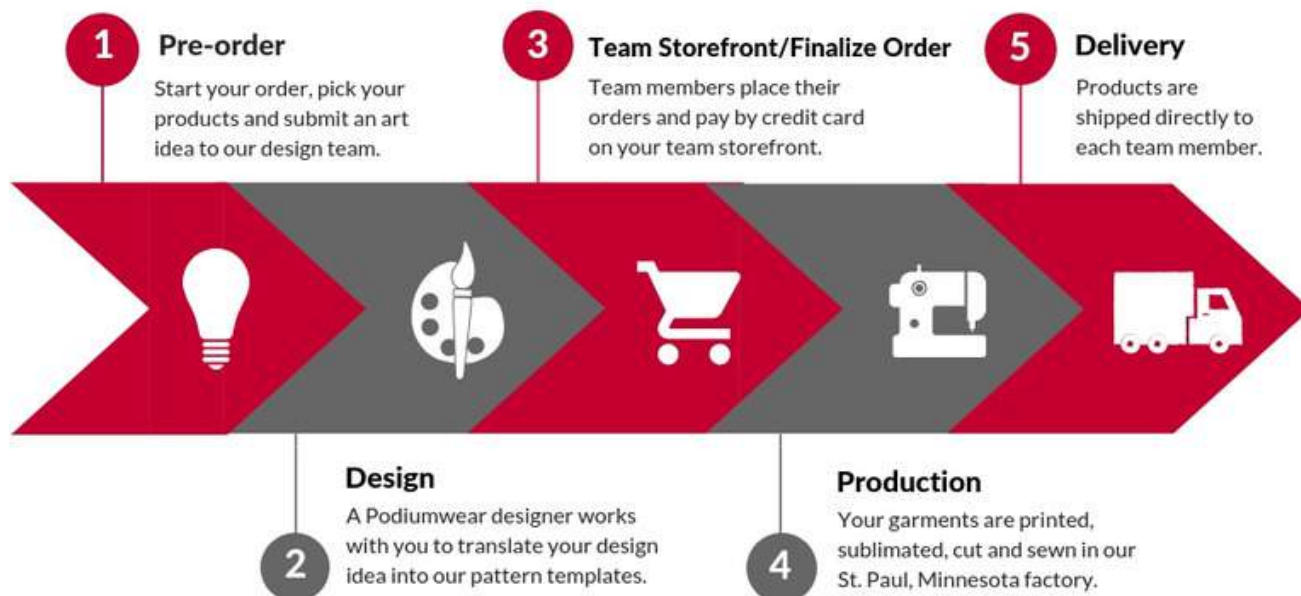 1
Pre-order
Start your order, pick your
products and submit an art
idea to our design team.
2
Design
A Podiumwear designer works
with you to translate your design
idea into our pattern templates.
3
Team Storefront/Finalize Order
Team members place their
orders and pay by credit card
on your team storefront.
4
Production
Your garments are printed,
sublimated, cut and sewn in our
St. Paul, Minnesota factory.
5
Delivery
Products are
shipped directly to
each team member.